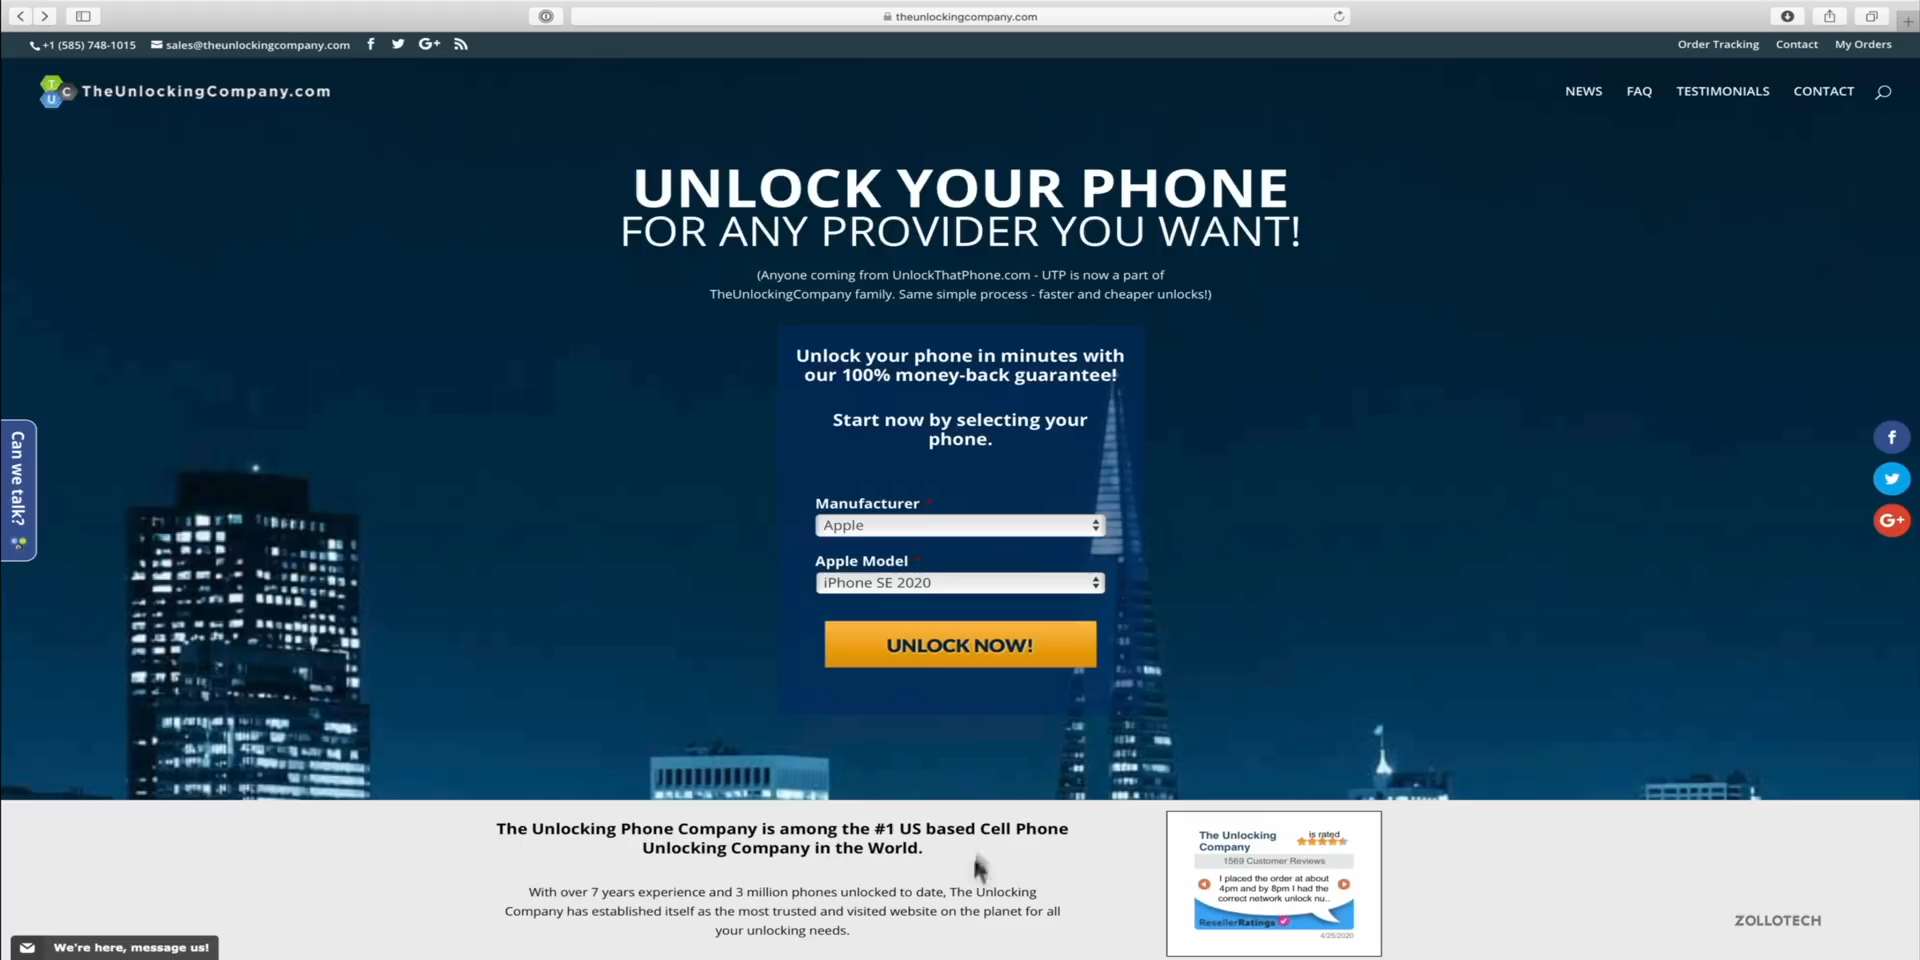 theunlockingcompany.com
+1 (585) 748-1015
sales@theunlockingcompany.com
G+
Order Tracking
Contact
My Orders
T
U
C
TheUnlockingCompany.com
NEWS
FAQ
TESTIMONIALS
CONTACT
UNLOCK YOUR PHONE
FOR ANY PROVIDER YOU WANT!
(Anyone coming from UnlockThatPhone.com - UTP is now a part of
TheUnlockingCompany family. Same simple process - faster and cheaper unlocks!)
Unlock your phone in minutes with
our 100% money-back guarantee!
Start now by selecting your
phone.
Manufacturer *
Apple
Apple Model *
iPhone SE 2020
UNLOCK NOW!
Can we talk?
G+
The Unlocking Phone Company is among the #1 US based Cell Phone
Unlocking Company in the World.
With over 7 years experience and 3 million phones unlocked to date, The Unlocking
Company has established itself as the most trusted and visited website on the planet for all
your unlocking needs.
The Unlocking
Company
is rated
1569 Customer Reviews
I placed the order at about
4pm and by 8pm I had the
correct network unlock nu..
ResellerRatings
4/25/2020
ZOLLOTECH
We're here, message us!